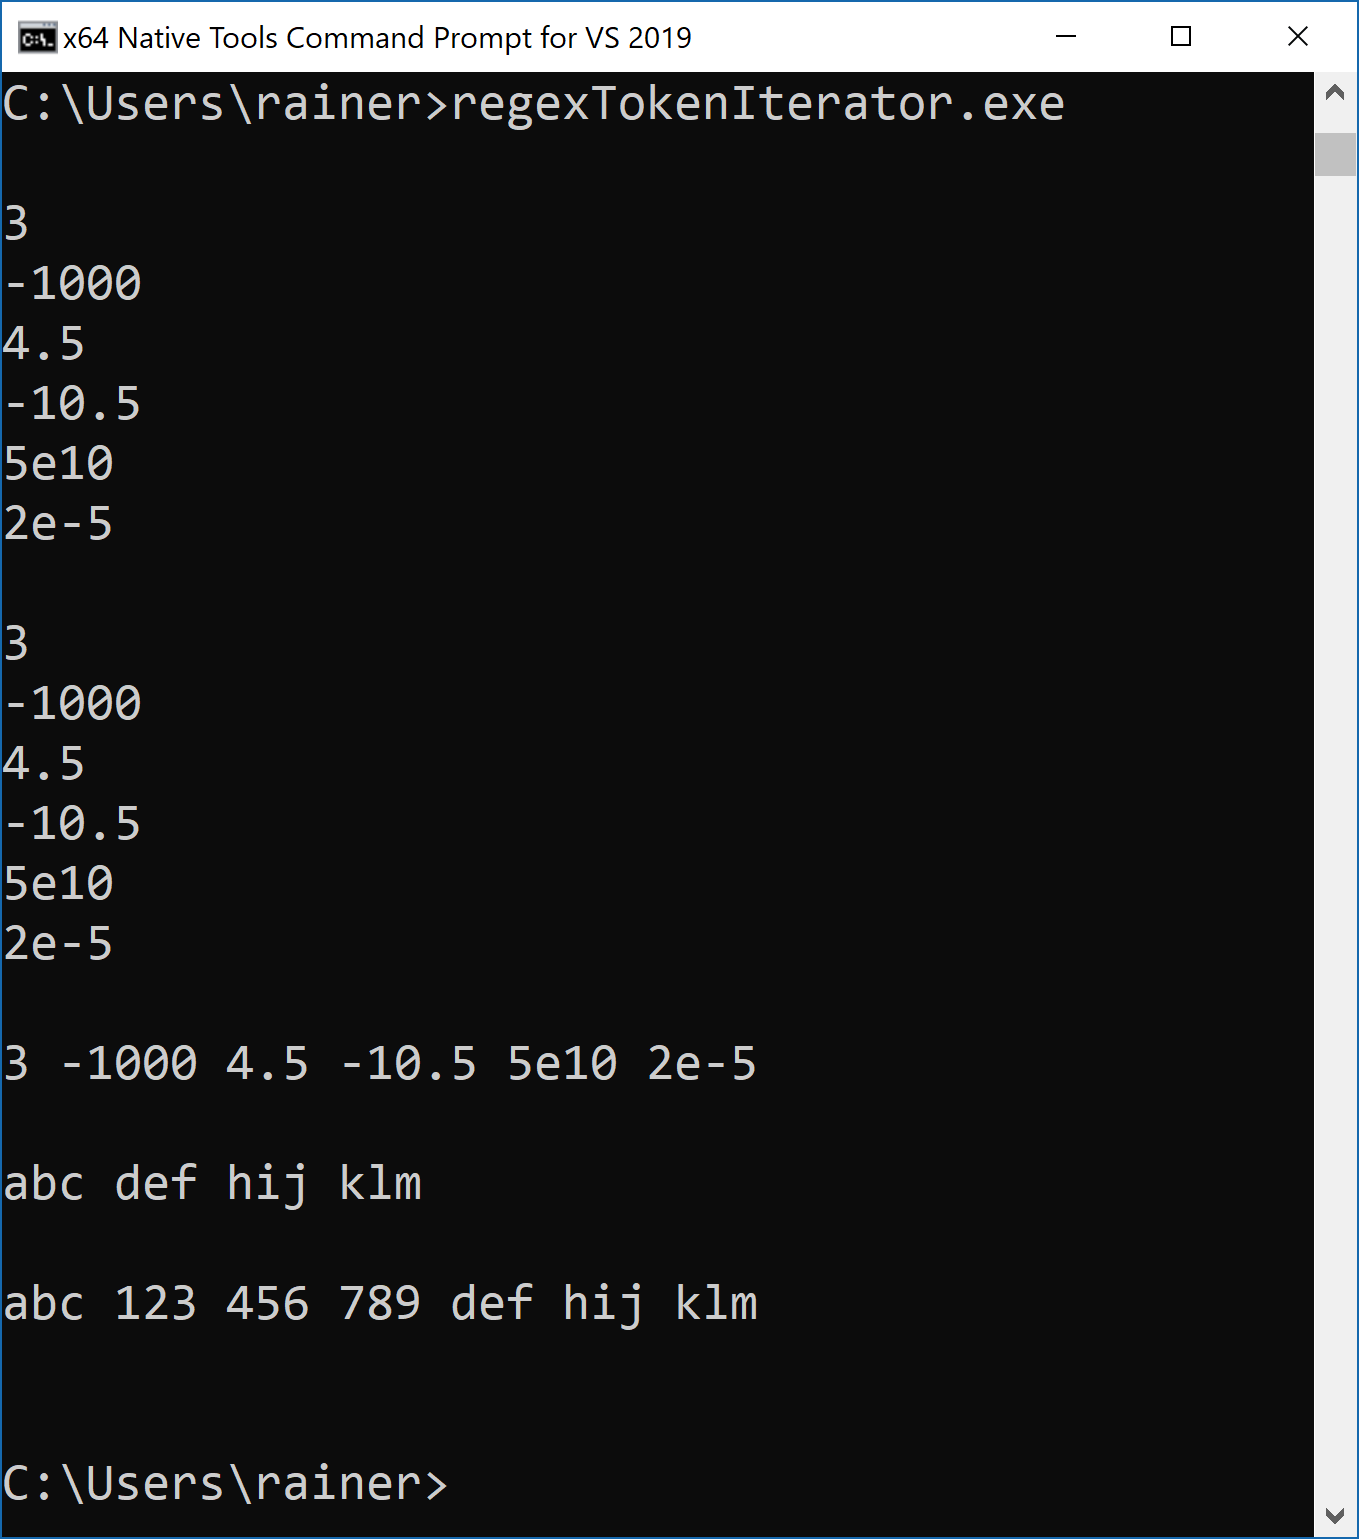 x64 Native Tools Command Prompt for VS 2019
C:\Users\rainer>regexTokenIterator.exe
3
-1000
4.5
-10.5
5e10
2e-5
3
-1000
4.5
-10.5
5e10
2e-5
3 -1000 4.5 -10.5 5e10 2e-5
abc def hij klm
abc 123 456 789 def hij klm
C:\Users\rainer>